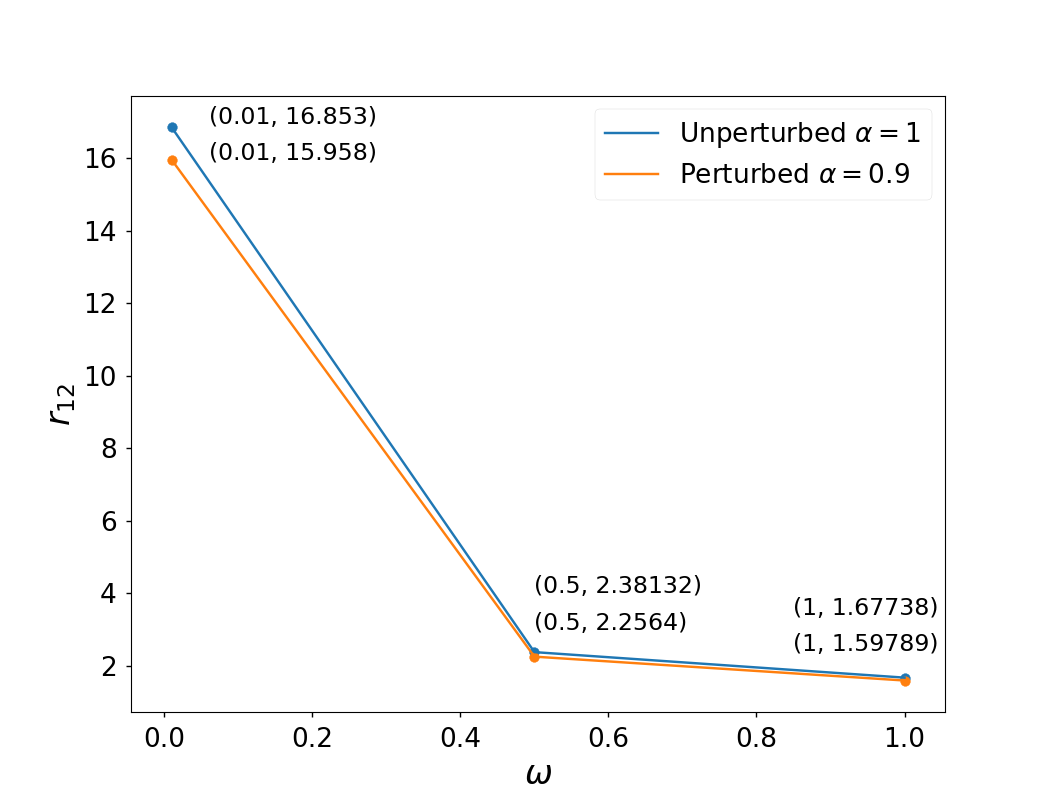 (0.01, 16.853)
(0.01, 15.958)
Unperturbed α = 1
Perturbed α = 0.9
16
14
12
10
8
6
4
2
r₁₂
(0.5, 2.38132)
(0.5, 2.2564)
(1, 1.67738)
(1, 1.59789)
0.0 0.2 0.4 0.6 0.8 1.0
ω